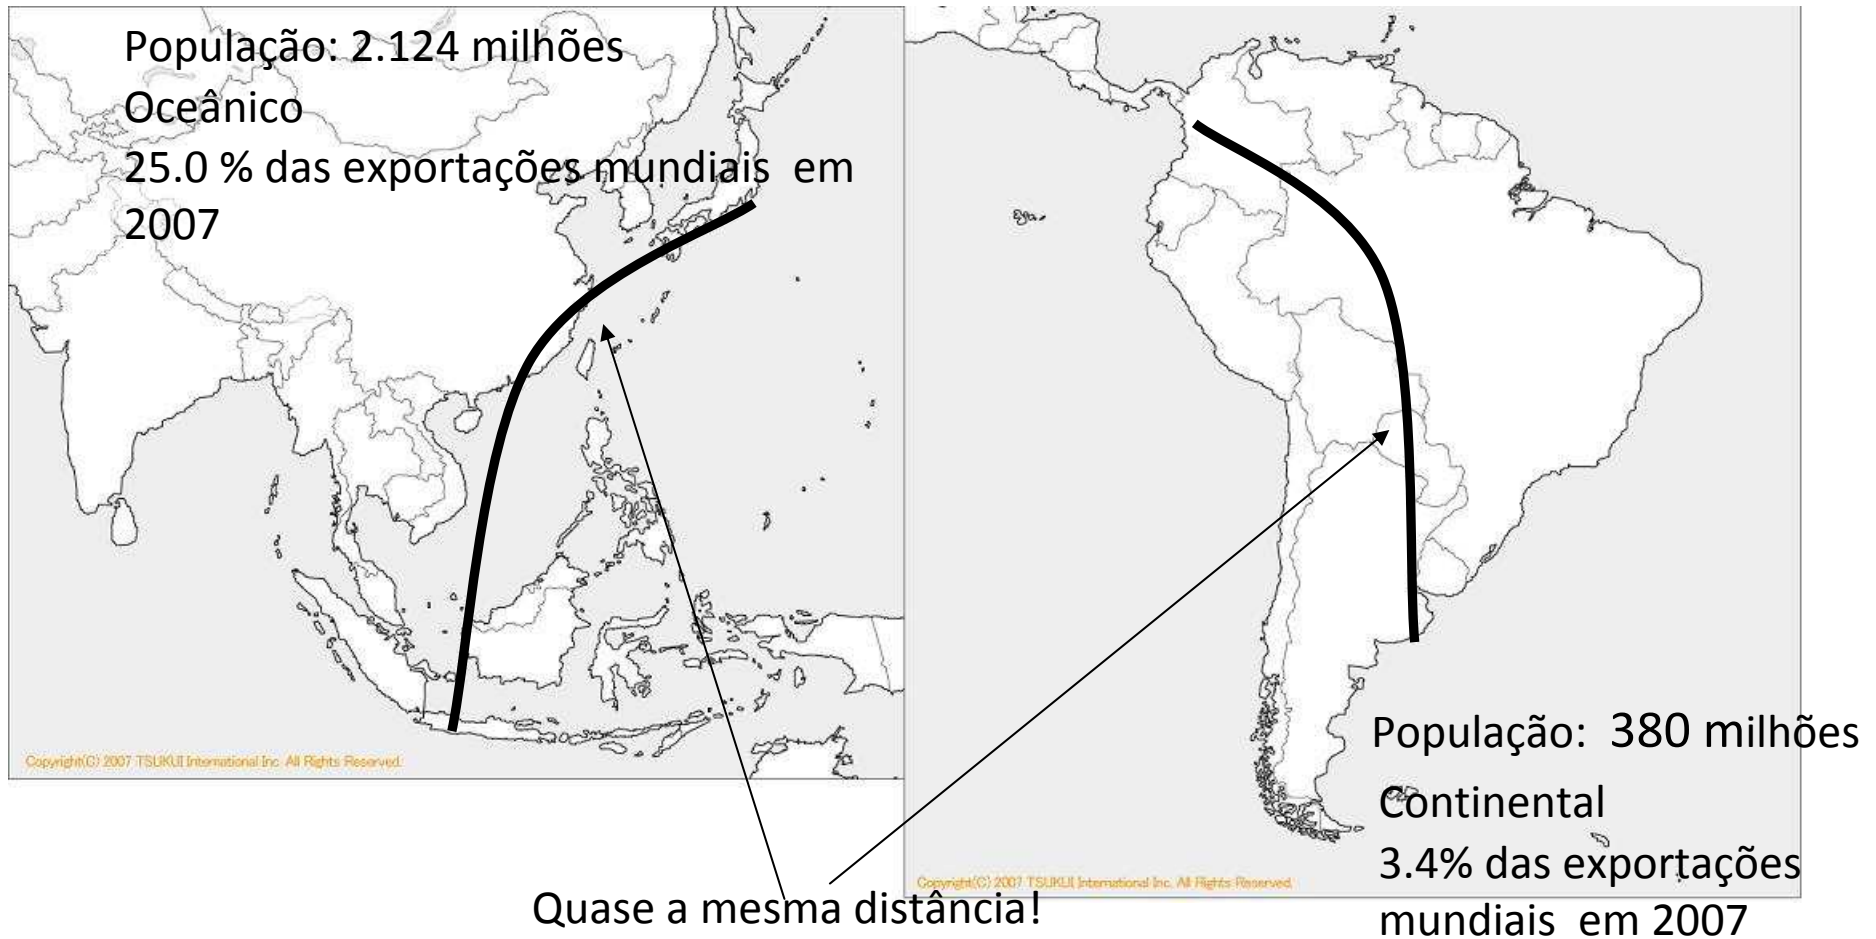 População: 2.124 milhões
Oceânico
25.0 % das exportações mundiais em
2007
Copyright(C) 2007 TSUKUI International Inc. All Rights Reserved.
População: 380 milhões
Continental
3.4% das exportações
mundiais em 2007
Copyright(C) 2007 TSUKUI International Inc. All Rights Reserved.
Quase a mesma distância!